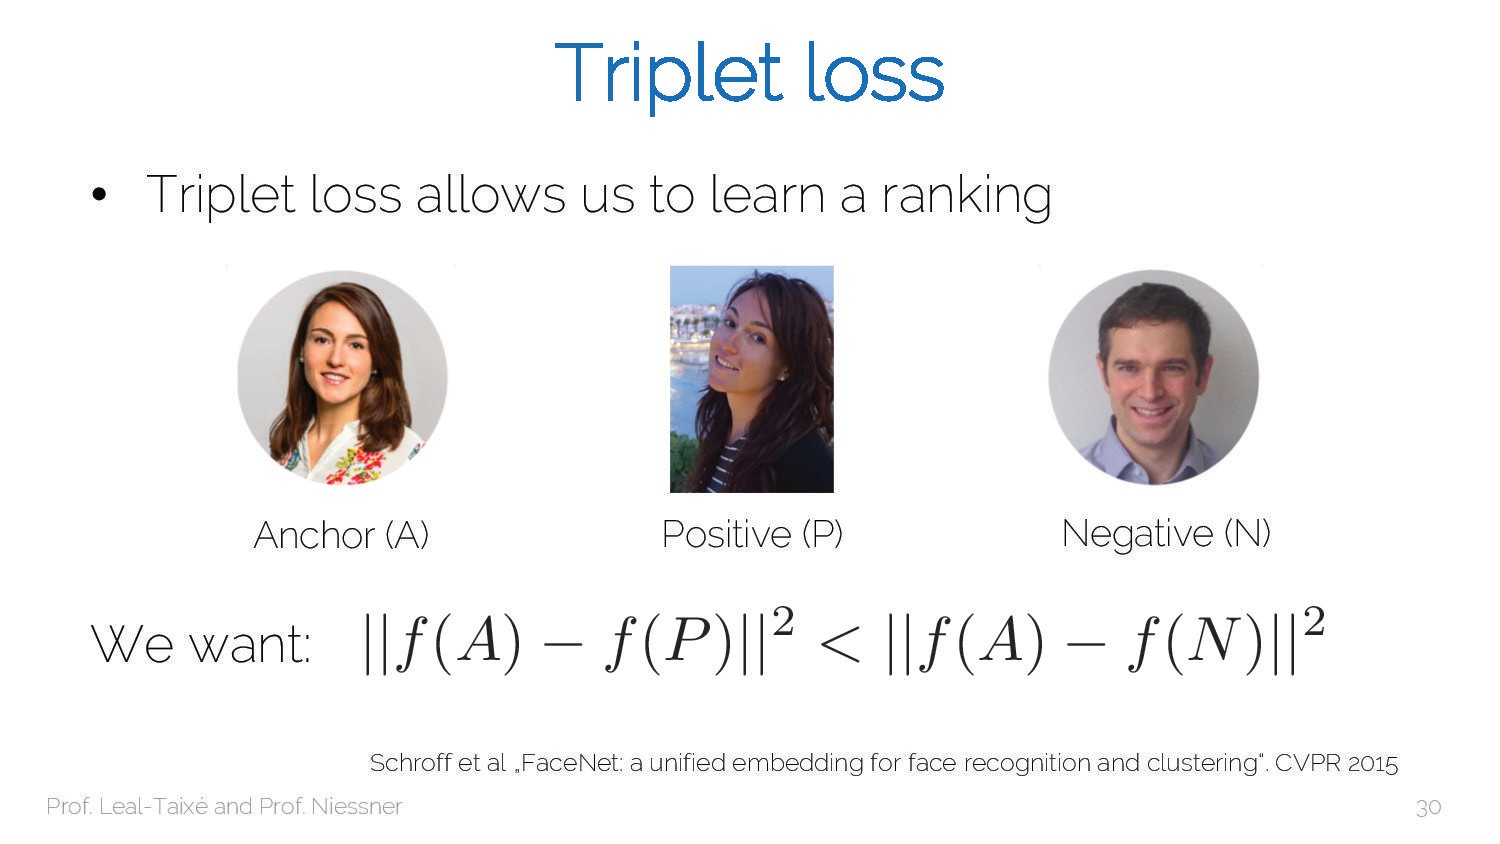 Triplet loss
• Triplet loss allows us to learn a ranking
Anchor (A)
Positive (P)
Negative (N)
We want: ||f(A) − f(P)||² < ||f(A) − f(N)||²
Schroff et al „FaceNet: a unified embedding for face recognition and clustering“. CVPR 2015
Prof. Leal-Taixé and Prof. Niessner
30